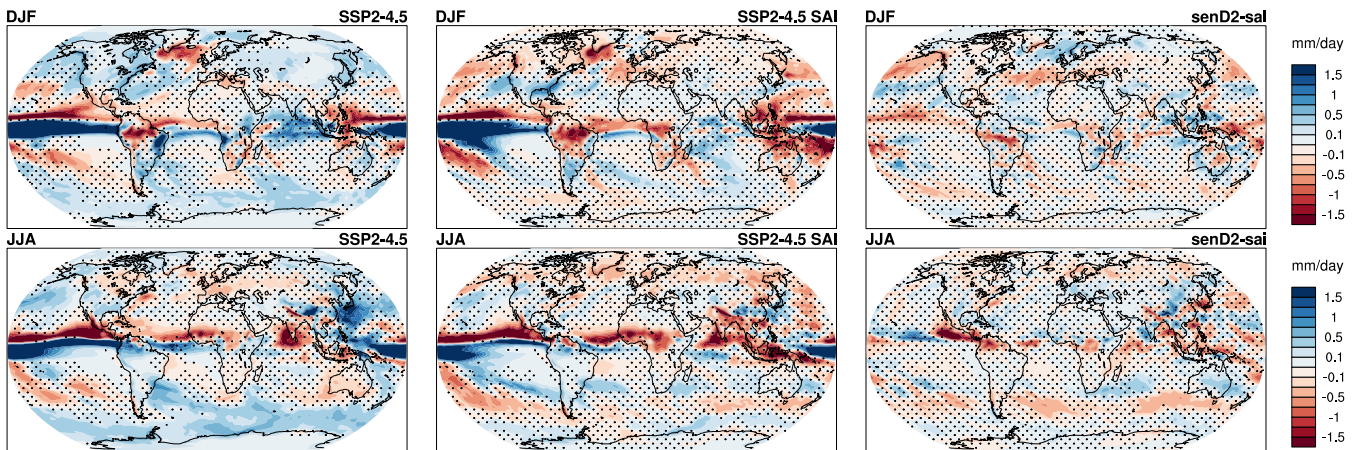 DJF SSP2-4.5
DJF SSP2-4.5 SAI
DJF senD2-sai
mm/day
1.5
1
0.5
0.1
-0.1
-0.5
-1
-1.5
JJA SSP2-4.5
JJA SSP2-4.5 SAI
JJA senD2-sai
mm/day
1.5
1
0.5
0.1
-0.1
-0.5
-1
-1.5